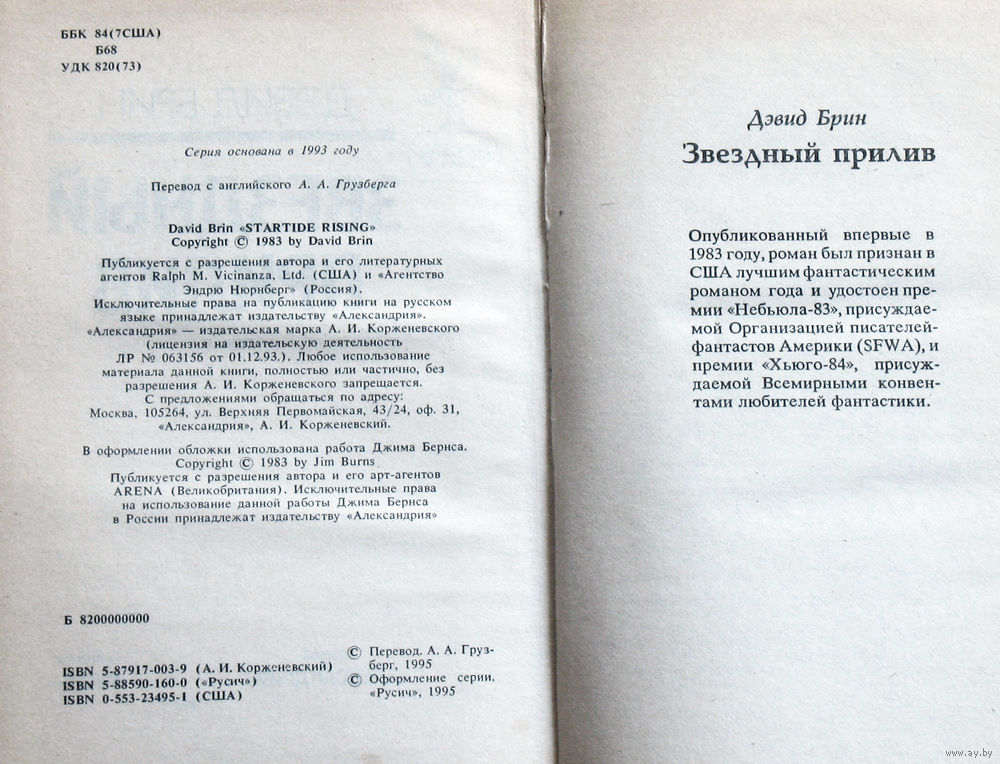 ББК 84(7США)
Б68
УДК 820(73)
Серия основана в 1993 году
Перевод с английского А. А. Грузберга
David Brin «STARTIDE RISING»
Copyright © 1983 by David Brin
Публикуется с разрешения автора и его литературных
агентов Ralph M. Vicinanza, Ltd. (США) и «Агентство
Эндрю Нюрнберг» (Россия).
Исключительные права на публикацию книги на русском
языке принадлежат издательству «Александрия».
«Александрия» — издательская марка А. И. Корженевского
(лицензия на издательскую деятельность
ЛР № 063156 от 01.12.93.). Любое использование
материала данной книги, полностью или частично, без
разрешения А. И. Корженевского запрещается.
С предложениями обращаться по адресу:
Москва, 105264, ул. Верхняя Первомайская, 43/24, оф. 31,
«Александрия», А. И. Корженевский.
В оформлении обложки использована работа Джима Бернса.
Copyright © 1983 by Jim Burns
Публикуется с разрешения автора и его арт-агентов
ARENA (Великобритания). Исключительные права
на использование данной работы Джима Бернса
в России принадлежат издательству «Александрия»
Б 8200000000
ISBN 5-87917-003-9 (А. И. Корженевский)
ISBN 5-88590-160-0 («Русич»)
ISBN 0-553-23495-1 (США)
© Перевод. А. А. Груз-
берг, 1995
© Оформление серии.
«Русич», 1995
Дэвид Брин
Звездный прилив
Опубликованный впервые в
1983 году, роман был признан в
США лучшим фантастическим
романом года и удостоен пре-
мии «Небьюла-83», присуждае-
мой Организацией писателей-
фантастов Америки (SFWA), и
премии «Хьюго-84», присуж-
даемой Всемирными конвен-
тами любителей фантастики.
www.ay.by